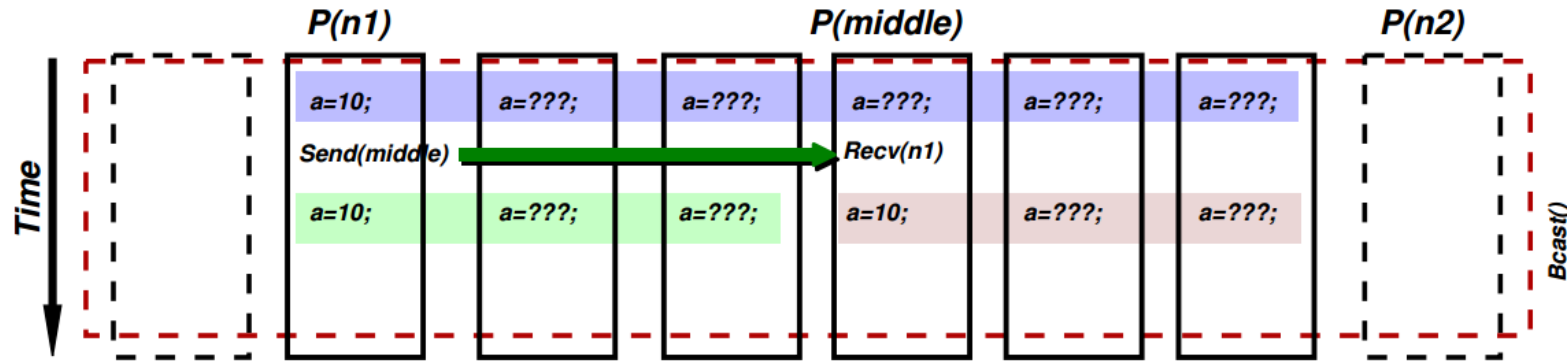 P(n1) P(middle) P(n2)
a=10; a=???; a=???; a=???; a=???; a=???;
Send(middle) Recv(n1)
a=10; a=???; a=???; a=10; a=???; a=???;
Time
Bcast()